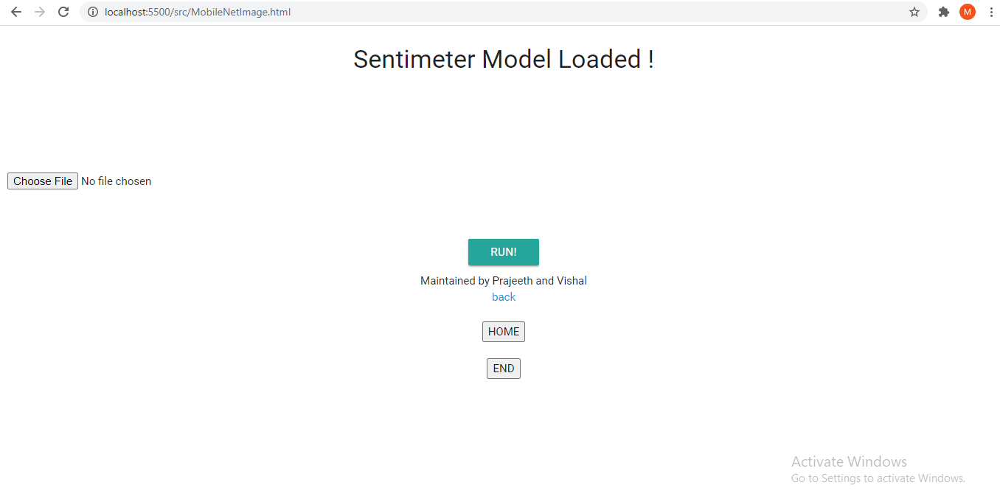 localhost:5500/src/MobileNetImage.html
M
Sentimeter Model Loaded !
Choose File No file chosen
RUN!
Maintained by Prajeeth and Vishal
back
HOME
END
Activate Windows
Go to Settings to activate Windows.